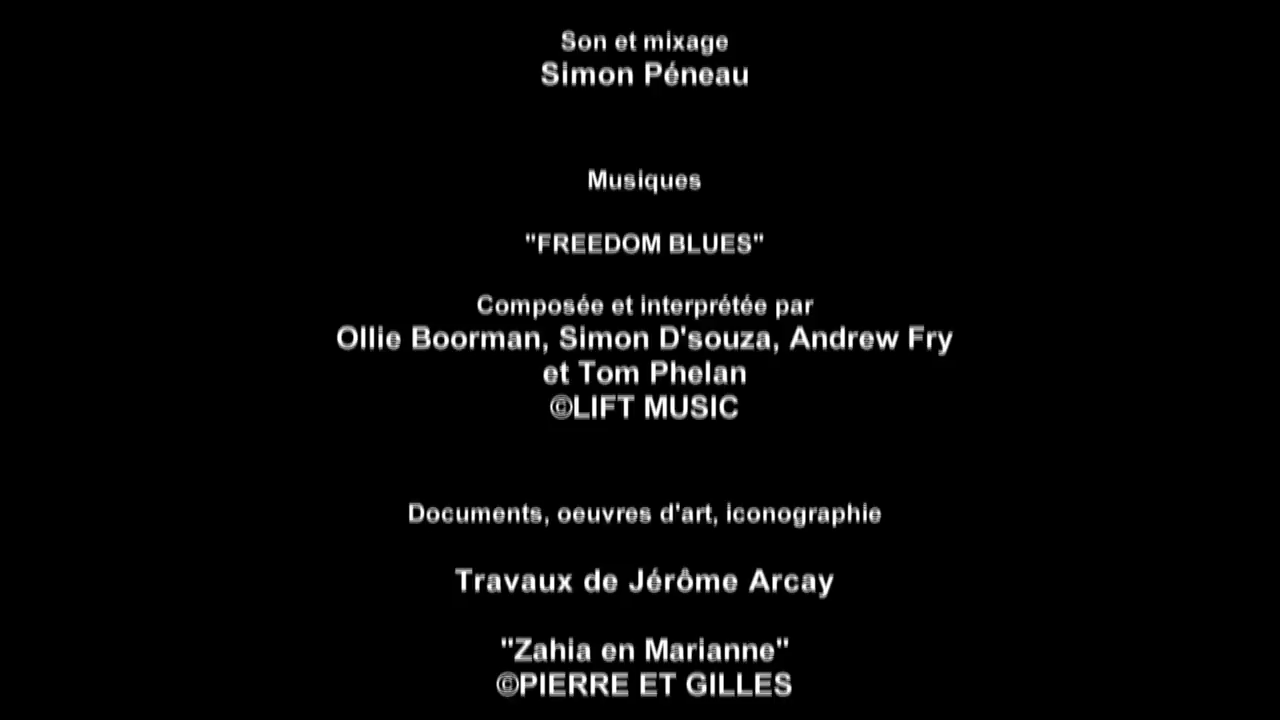 Son et mixage
Simon Péneau
Musiques
"FREEDOM BLUES"
Composée et interprétée par
Ollie Boorman, Simon D'souza, Andrew Fry
et Tom Phelan
©LIFT MUSIC
Documents, oeuvres d'art, iconographie
Travaux de Jérôme Arcay
"Zahia en Marianne"
©PIERRE ET GILLES